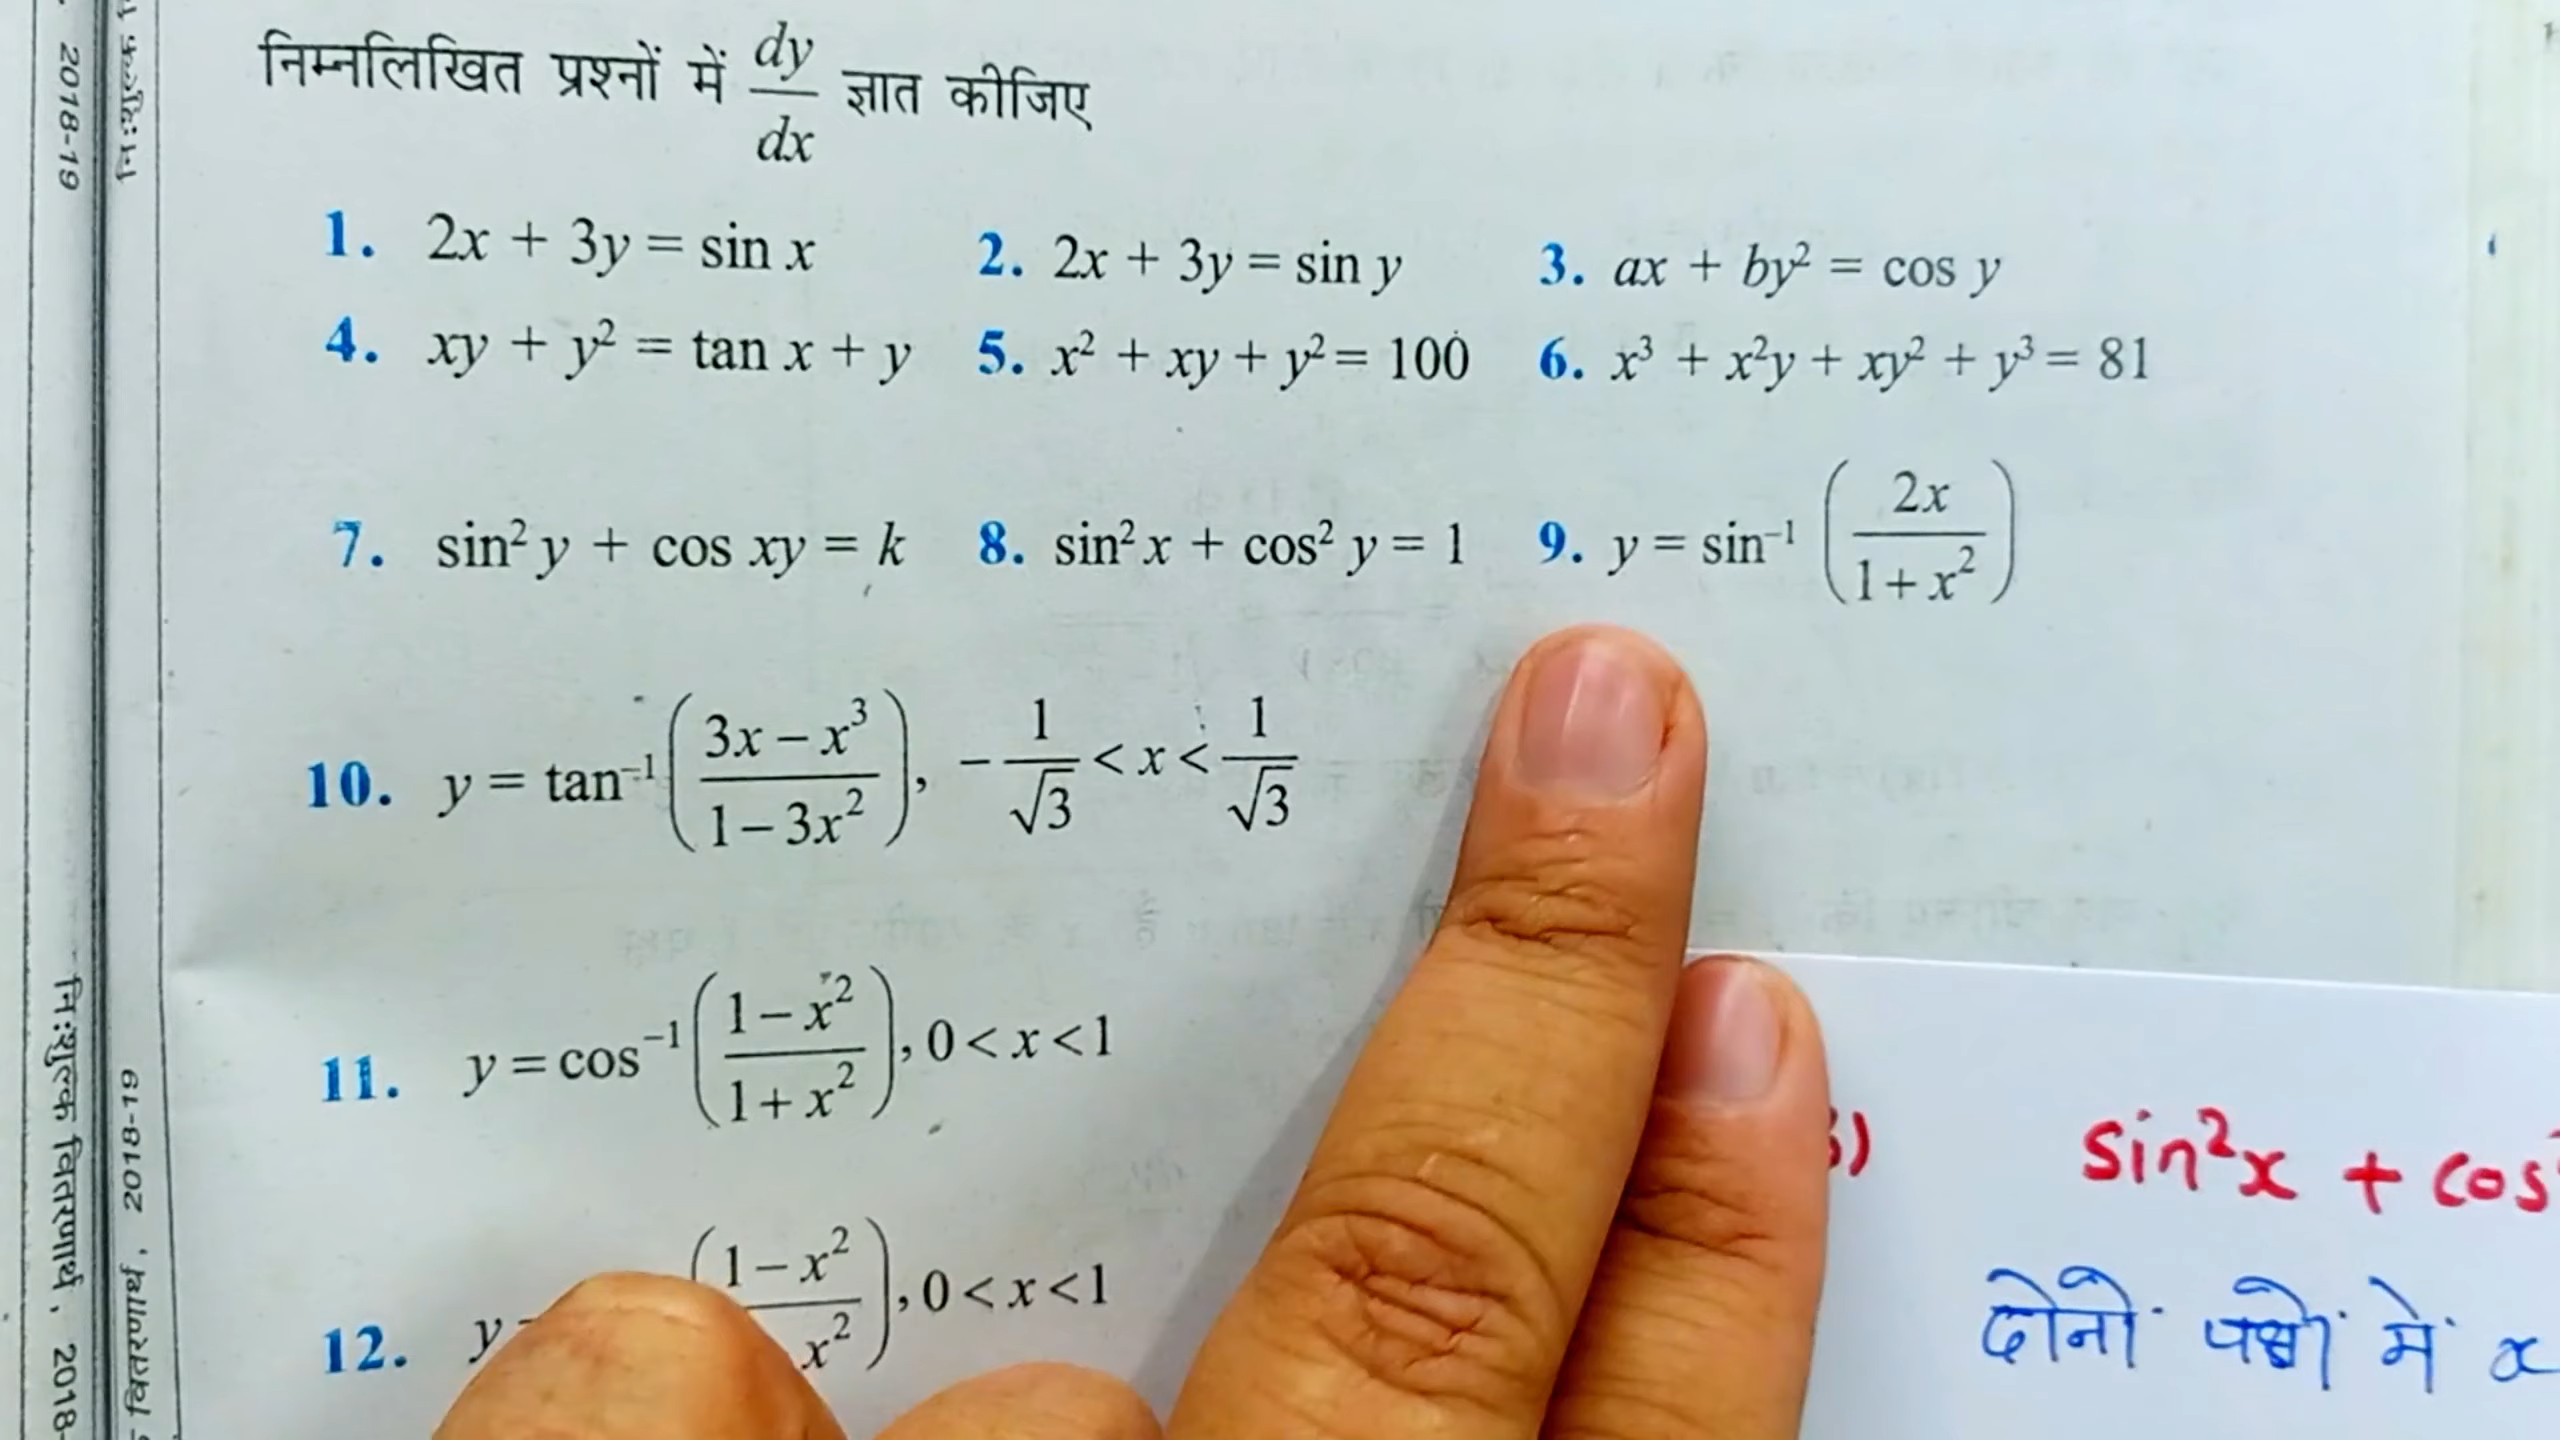 निम्नलिखित प्रश्नों में dy/dx ज्ञात कीजिए
1. 2x + 3y = sin x 2. 2x + 3y = sin y 3. ax + by² = cos y
4. xy + y² = tan x + y 5. x² + xy + y² = 100 6. x³ + x²y + xy² + y³ = 81
7. sin² y + cos xy = k 8. sin² x + cos² y = 1 9. y = sin⁻¹ (2x/(1+x²))
10. y = tan⁻¹ ((3x – x³)/(1 – 3x²)), – 1/√3 < x < 1/√3
11. y = cos⁻¹ ((1 – x²)/(1 + x²)), 0 < x < 1
12. y (1 – x² / x²), 0 < x < 1
sin²x + cos
दोनों पक्षों में x
2018-19
नि:शुल्क वितरणार्थ, 2018-
2018-19
वितरणार्थ, 2018-19